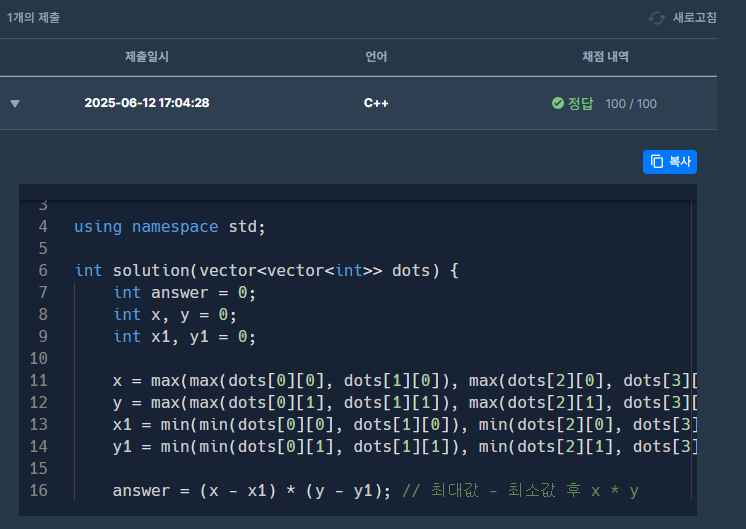 1개의 제출
새로고침
제출일시 언어 채점 내역
2025-06-12 17:04:28 C++ 정답 100 / 100
복사
3
4 using namespace std;
5
6 int solution(vector<vector<int>> dots) {
7 int answer = 0;
8 int x, y = 0;
9 int x1, y1 = 0;
10
11 x = max(max(dots[0][0], dots[1][0]), max(dots[2][0], dots[3][
12 y = max(max(dots[0][1], dots[1][1]), max(dots[2][1], dots[3][
13 x1 = min(min(dots[0][0], dots[1][0]), min(dots[2][0], dots[3]
14 y1 = min(min(dots[0][1], dots[1][1]), min(dots[2][1], dots[3]
15
16 answer = (x - x1) * (y - y1); // 최대값 - 최소값 후 x * y